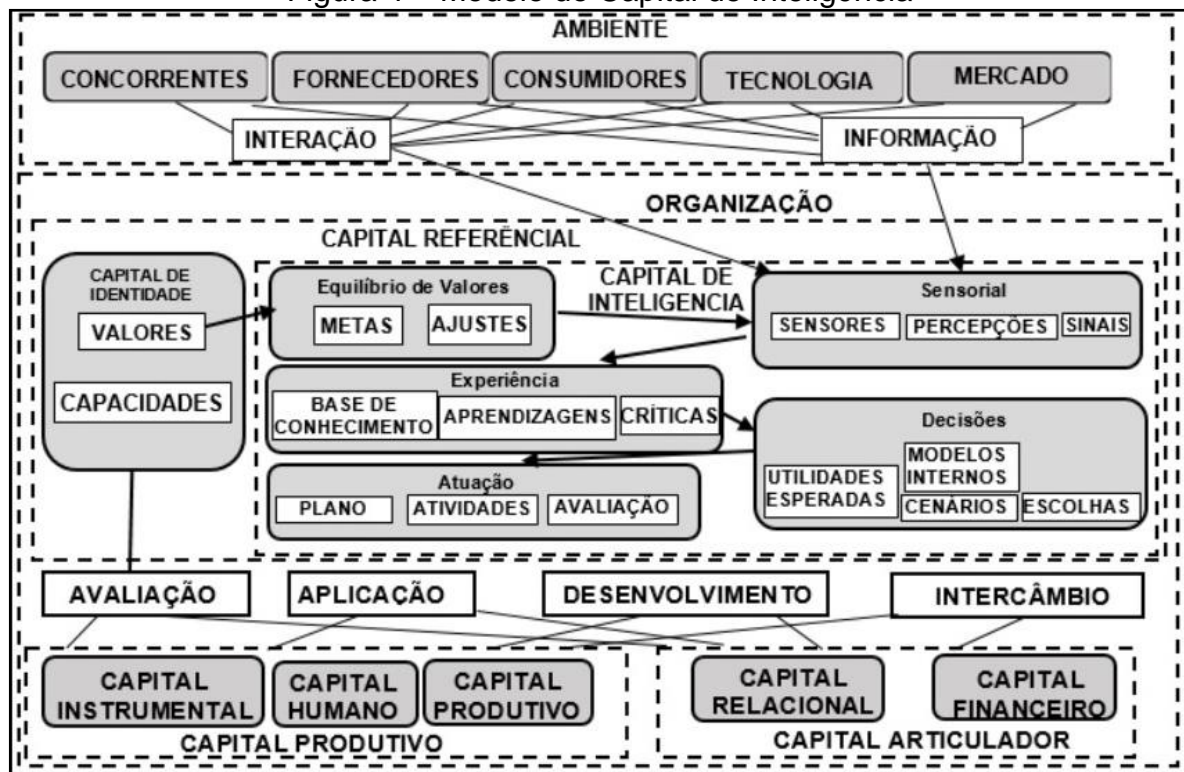 AMBIENTE
CONCORRENTES
FORNECEDORES
CONSUMIDORES
TECNOLOGIA
MERCADO
INTERAÇÃO
INFORMAÇÃO
ORGANIZAÇÃO
CAPITAL REFERÊNCIAL
CAPITAL DE
IDENTIDADE
VALORES
CAPACIDADES
Equilíbrio de Valores
METAS
AJUSTES
CAPITAL DE
INTELIGENCIA
Sensorial
SENSORES
PERCEPÇÕES
SINAIS
Experiência
BASE DE
CONHECIMENTO
APRENDIZAGENS
CRÍTICAS
Decisões
UTILIDADES
ESPERADAS
MODELOS
INTERNOS
CENÁRIOS
ESCOLHAS
Atuação
PLANO
ATIVIDADES
AVALIAÇÃO
AVALIAÇÃO
APLICAÇÃO
DESENVOLVIMENTO
INTERCÂMBIO
CAPITAL
INSTRUMENTAL
CAPITAL
HUMANO
CAPITAL
PRODUTIVO
CAPITAL PRODUTIVO
CAPITAL
RELACIONAL
CAPITAL
FINANCEIRO
CAPITAL ARTICULADOR